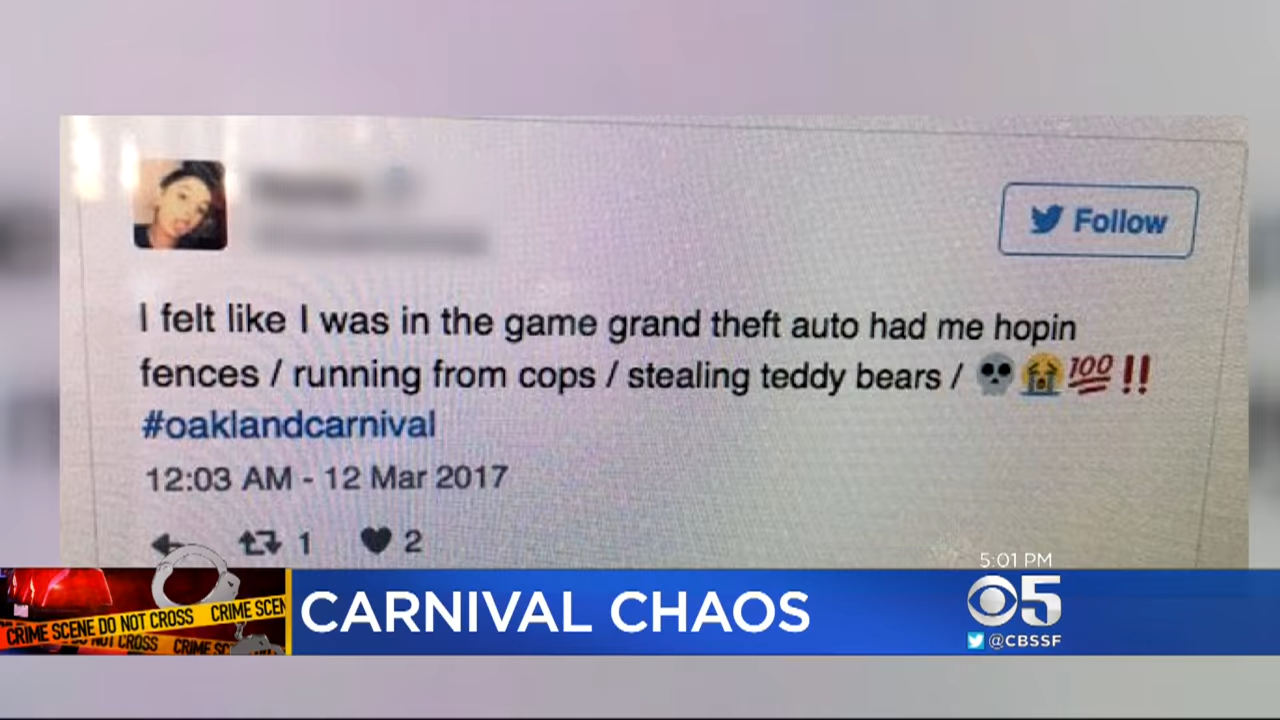 Follow
I felt like I was in the game grand theft auto had me hopin
fences / running from cops / stealing teddy bears / 💀😭💯‼
#oaklandcarnival
12:03 AM - 12 Mar 2017
1 2
5:01 PM
CRIME SCENE DO NOT CROSS CRIME SCEN
NOT CROSS CRIME SC
CARNIVAL CHAOS
5
@CBSSF